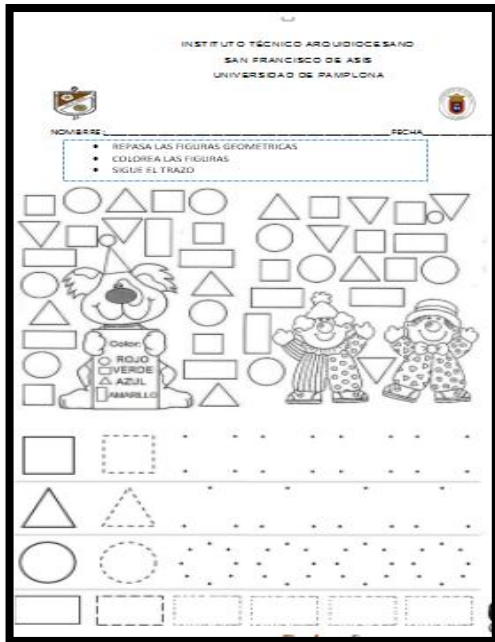 INSTITUTO TÉCNICO ARQUIDIOCESANO
SAN FRANCISCO DE ASIS
UNIVERSIDAD DE PAMPLONA
NOMBRRE: FECHA
• REPASA LAS FIGURAS GEOMETRICAS
• COLOREA LAS FIGURAS
• SIGUE EL TRAZO
Color:
ROJO
VERDE
AZUL
AMARILLO